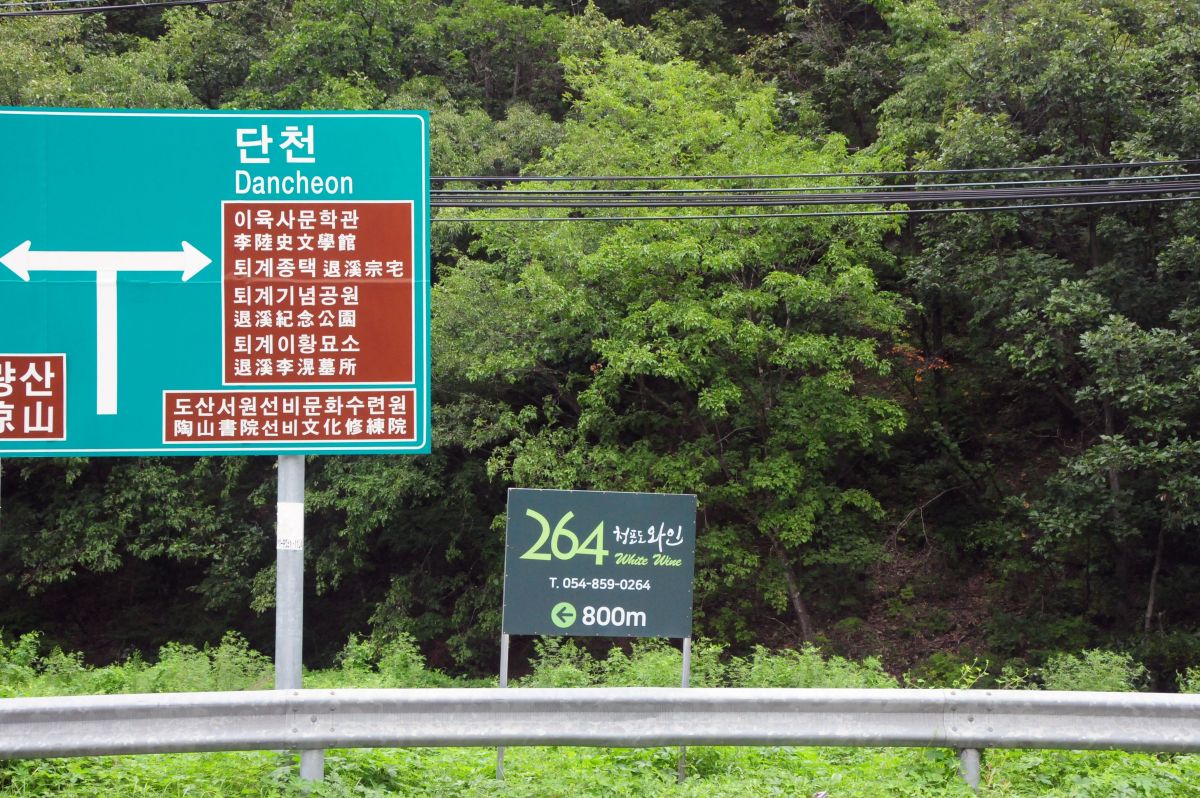 단천
Dancheon
이육사문학관
李陸史文學館
퇴계종택 退溪宗宅
퇴계기념공원
退溪紀念公園
퇴계이황묘소
退溪李滉墓所
산
山
도산서원선비문화수련원
陶山書院선비文化修練院
264 청포도 와인
White Wine
T. 054-859-0264
800m